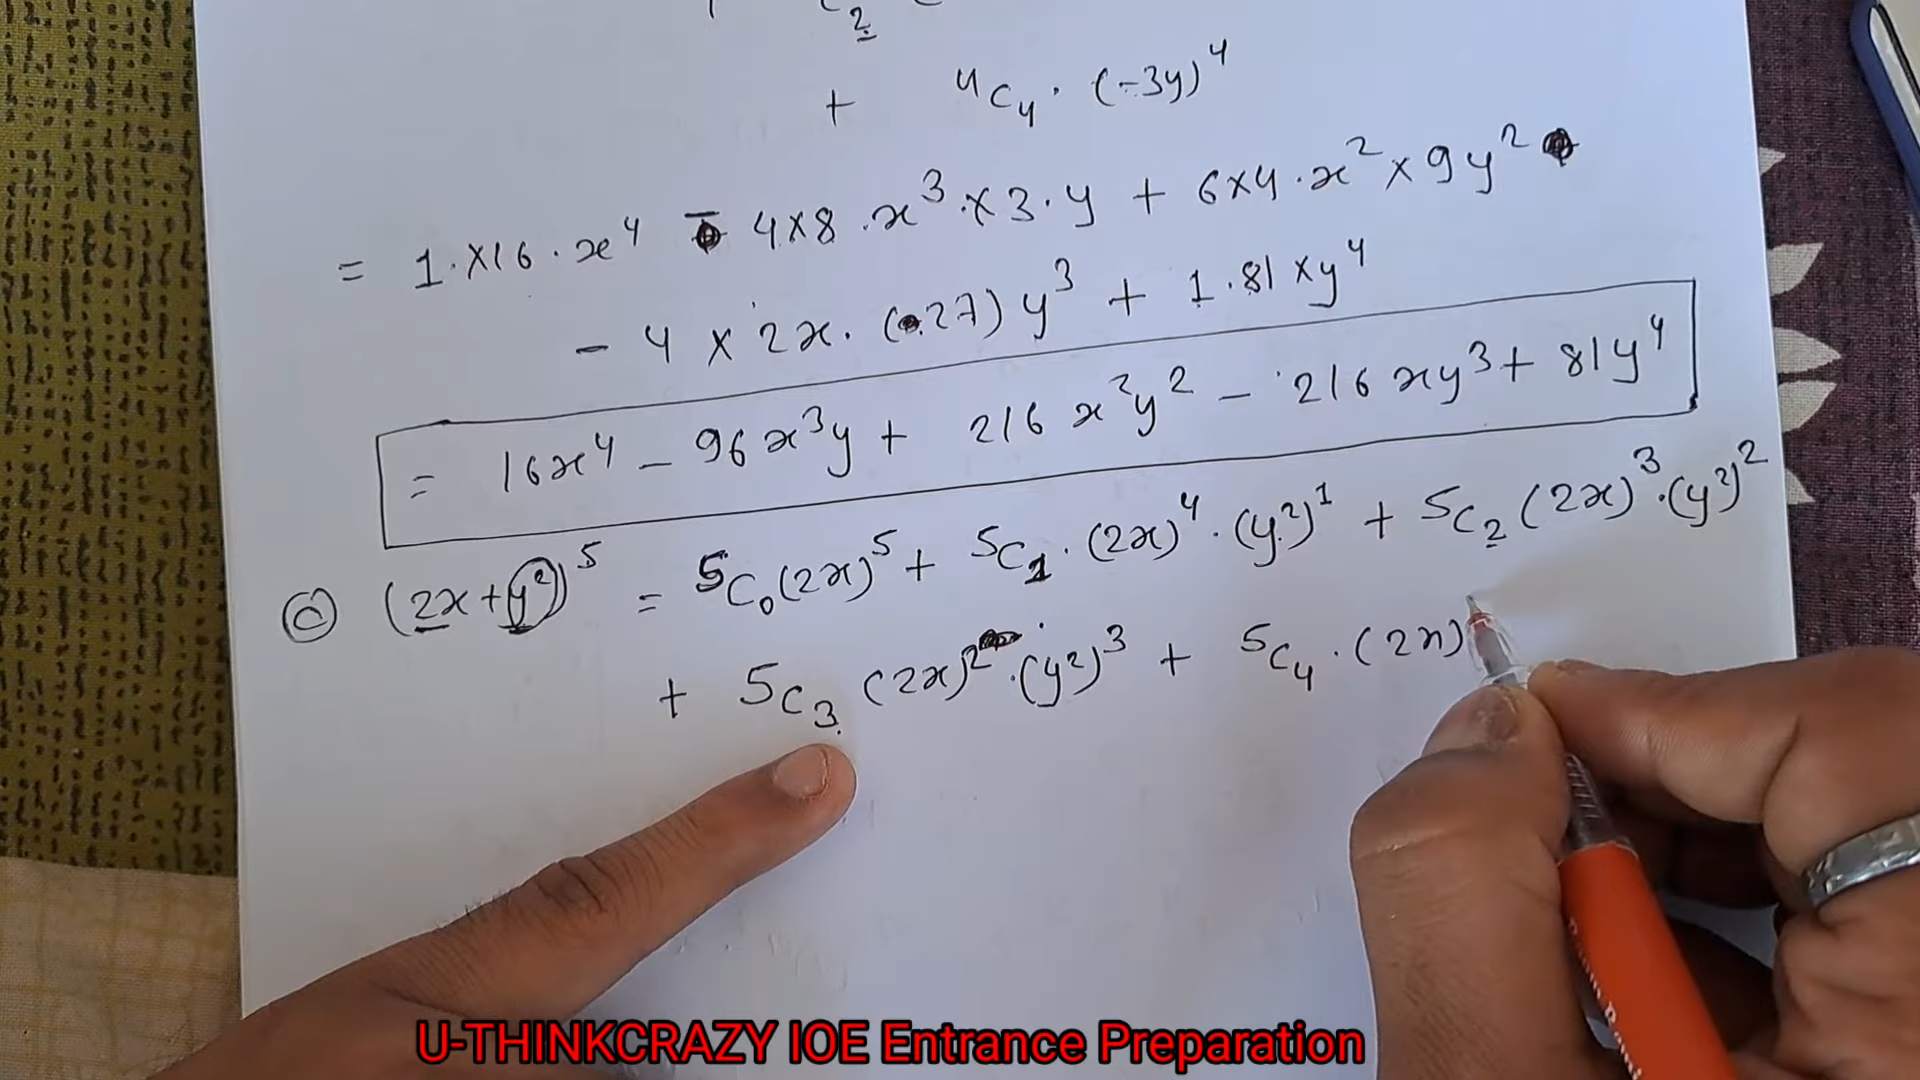 2
+ ⁴C₄ · (-3y)⁴
= 1·×16·x⁴ - 4×8·x³·×3·y + 6×4·x²×9y²
- 4×2x·(27)y³ + 1·81×y⁴
= 16x⁴ - 96x³y + 216x²y² - 216xy³ + 81y⁴
ⓒ (2x+y²)⁵ = ⁵C₀(2x)⁵ + ⁵C₁·(2x)⁴·(y²)¹ + ⁵C₂(2x)³·(y²)²
+ ⁵C₃(2x)²·(y²)³ + ⁵C₄·(2x)
U-THINKCRAZY IOE Entrance Preparation